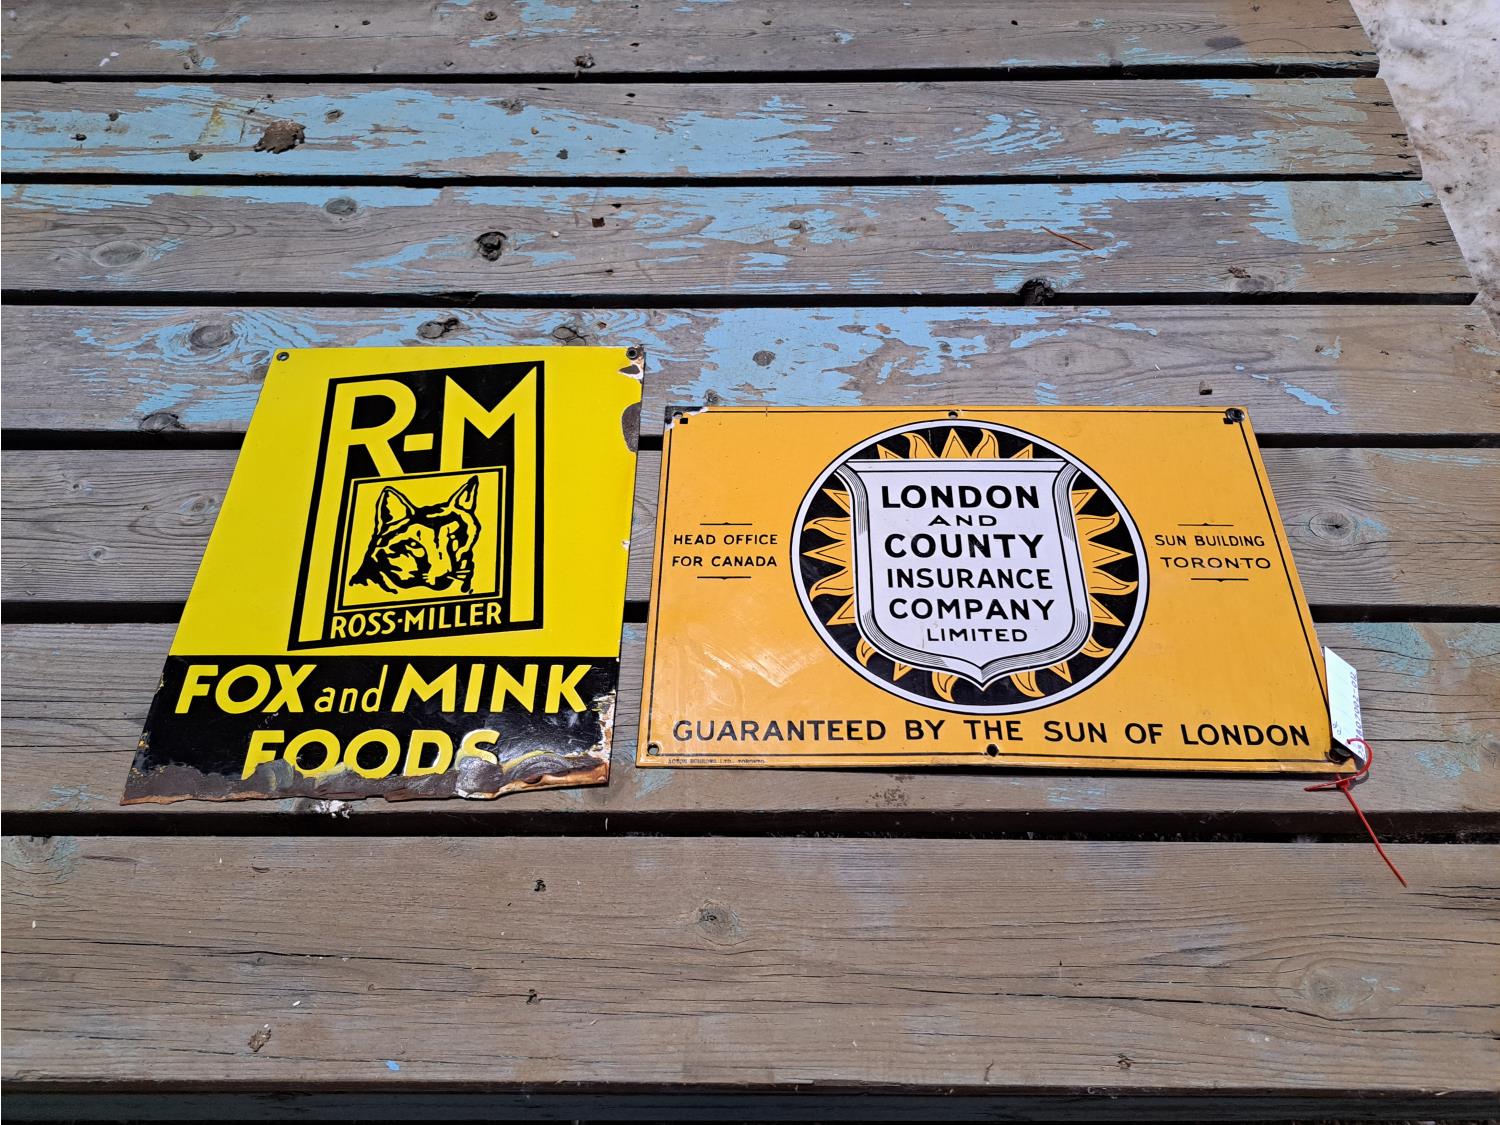 R-M
ROSS-MILLER
FOX and MINK
FOODS
LONDON
AND
COUNTY
INSURANCE
COMPANY
LIMITED
HEAD OFFICE
FOR CANADA
SUN BUILDING
TORONTO
GUARANTEED BY THE SUN OF LONDON